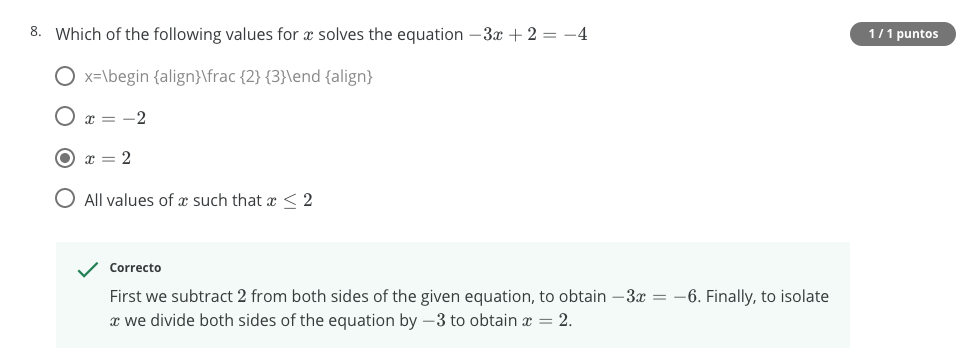 8. Which of the following values for x solves the equation −3x + 2 = −4
1 / 1 puntos
x=\begin {align}\frac {2} {3}\end {align}
x = −2
x = 2
All values of x such that x ≤ 2
Correcto
First we subtract 2 from both sides of the given equation, to obtain −3x = −6. Finally, to isolate
x we divide both sides of the equation by −3 to obtain x = 2.